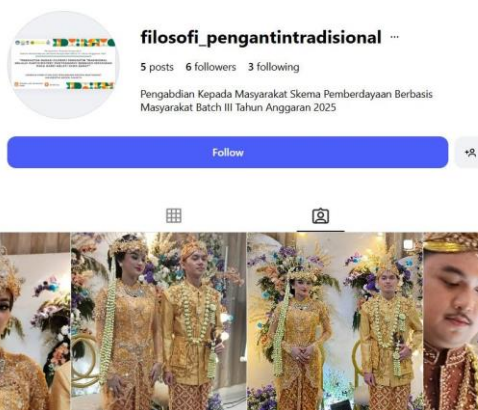 filosofi_pengantintradisional ...
5 posts 6 followers 3 following
Pengabdian Kepada Masyarakat Skema Pemberdayaan Berbasis
Masyarakat Batch III Tahun Anggaran 2025
Follow